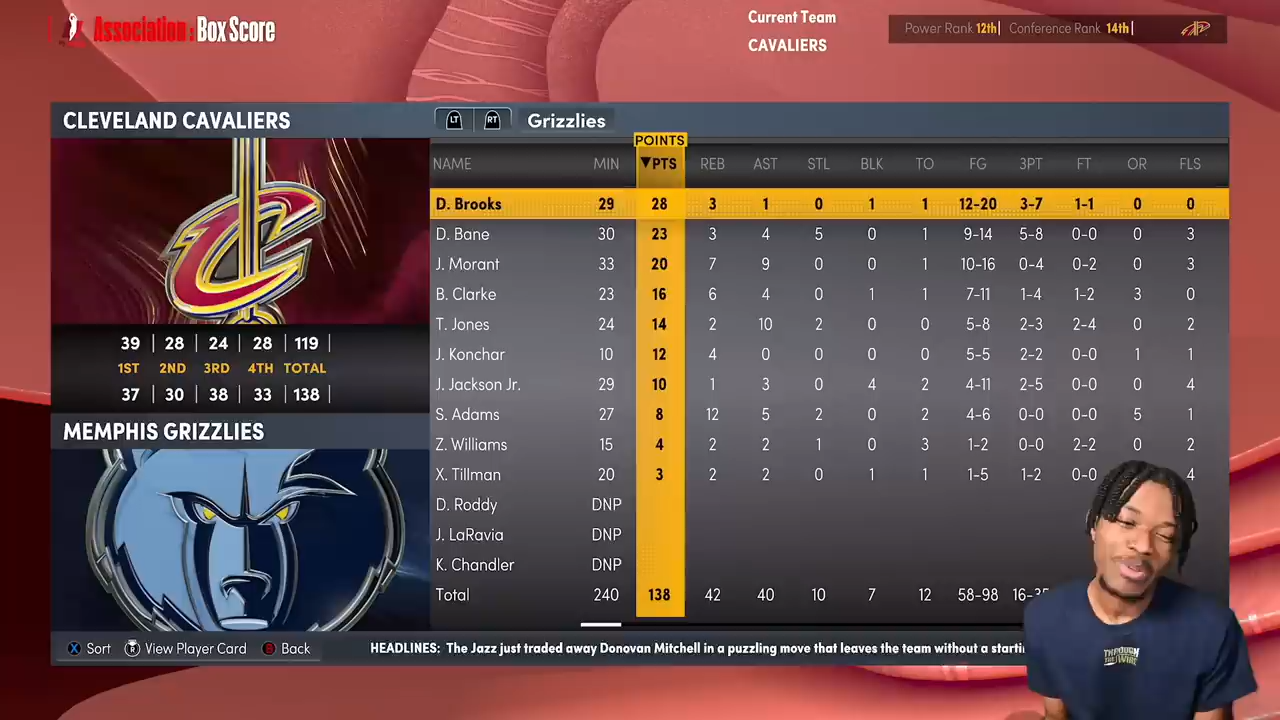 Association: Box Score
Current Team
CAVALIERS
Power Rank 12th| Conference Rank 14th|
CLEVELAND CAVALIERS
39 | 28 | 24 | 28 | 119 |
1ST 2ND 3RD 4TH TOTAL
37 | 30 | 38 | 33 | 138 |
MEMPHIS GRIZZLIES
LT RT Grizzlies
POINTS
NAME MIN ▼PTS REB AST STL BLK TO FG 3PT FT OR FLS
D. Brooks 29 28 3 1 0 1 1 12-20 3-7 1-1 0 0
D. Bane 30 23 3 4 5 0 1 9-14 5-8 0-0 0 3
J. Morant 33 20 7 9 0 0 1 10-16 0-4 0-2 0 3
B. Clarke 23 16 6 4 0 1 1 7-11 1-4 1-2 3 0
T. Jones 24 14 2 10 2 0 0 5-8 2-3 2-4 0 2
J. Konchar 10 12 4 0 0 0 0 5-5 2-2 0-0 1 1
J. Jackson Jr. 29 10 1 3 0 4 2 4-11 2-5 0-0 0 4
S. Adams 27 8 12 5 2 0 2 4-6 0-0 0-0 5 1
Z. Williams 15 4 2 2 1 0 3 1-2 0-0 2-2 0 2
X. Tillman 20 3 2 2 0 1 1 1-5 1-2 0-0 4
D. Roddy DNP
J. LaRavia DNP
K. Chandler DNP
Total 240 138 42 40 10 7 12 58-98
X Sort R View Player Card B Back
HEADLINES: The Jazz just traded away Donovan Mitchell in a puzzling move that leaves the team without a
THROUGH
THE WIRE